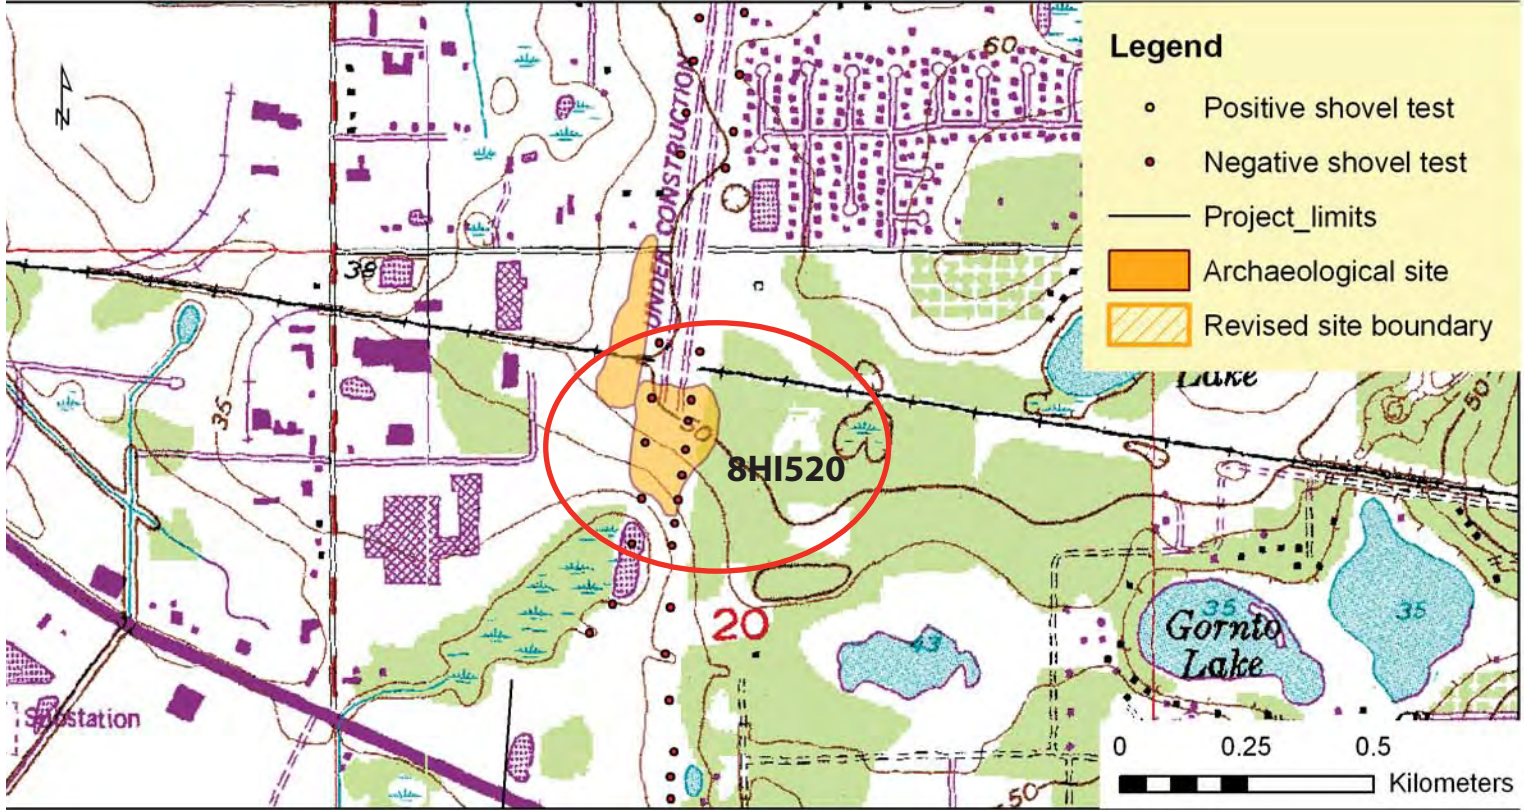 Legend
Positive shovel test
Negative shovel test
Project_limits
Archaeological site
Revised site boundary
60
N
UNDER CONSTRUCTION
38
Lake
50
35
50
8HI520
20
35
Gornto
Lake
35
43
Substation
50
0 0.25 0.5
Kilometers